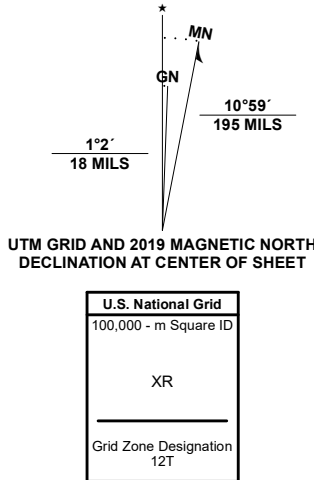 ★
MN
GN
10°59´
195 MILS
1°2´
18 MILS
UTM GRID AND 2019 MAGNETIC NORTH
DECLINATION AT CENTER OF SHEET
U.S. National Grid
100,000 - m Square ID
XR
Grid Zone Designation
12T